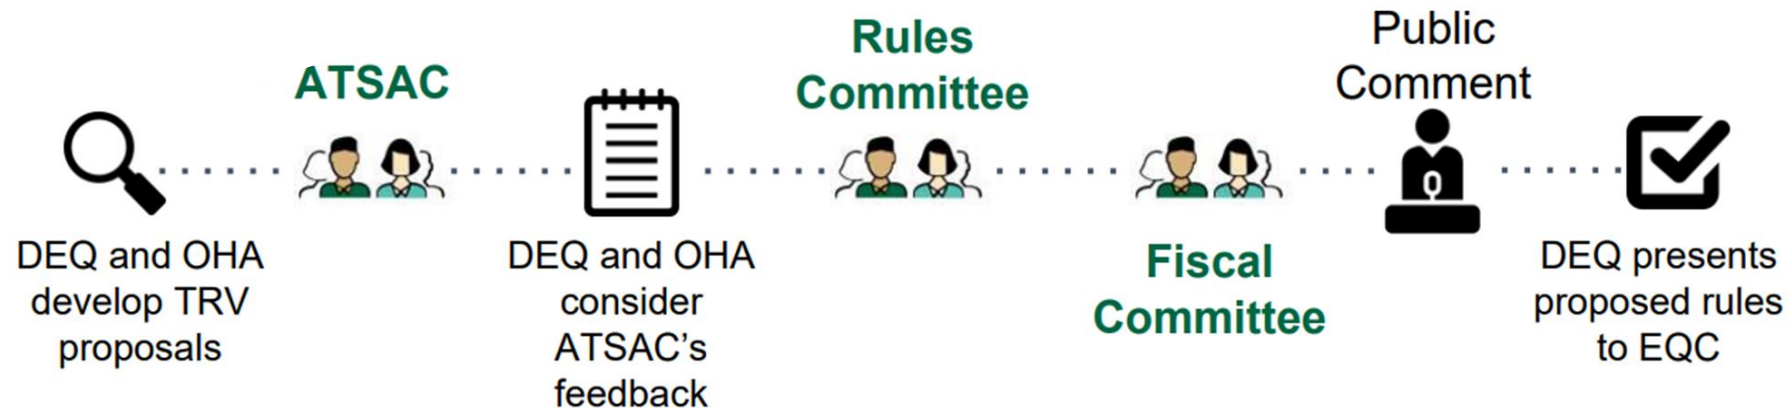 DEQ and OHA
develop TRV
proposals
ATSAC
DEQ and OHA
consider
ATSAC’s
feedback
Rules
Committee
Fiscal
Committee
Public
Comment
DEQ presents
proposed rules
to EQC